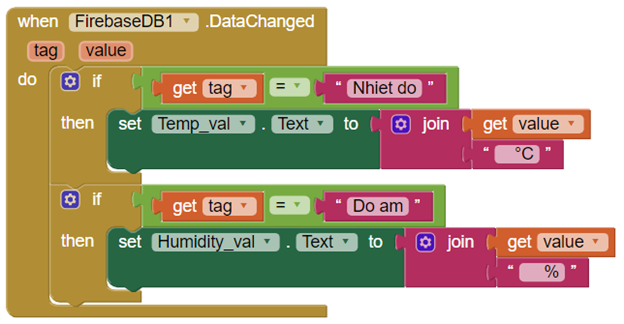 when FirebaseDB1 .DataChanged
tag value
do if get tag = " Nhiet do "
then set Temp_val . Text to join get value
" °C "
if get tag = " Do am "
then set Humidity_val . Text to join get value
" % "